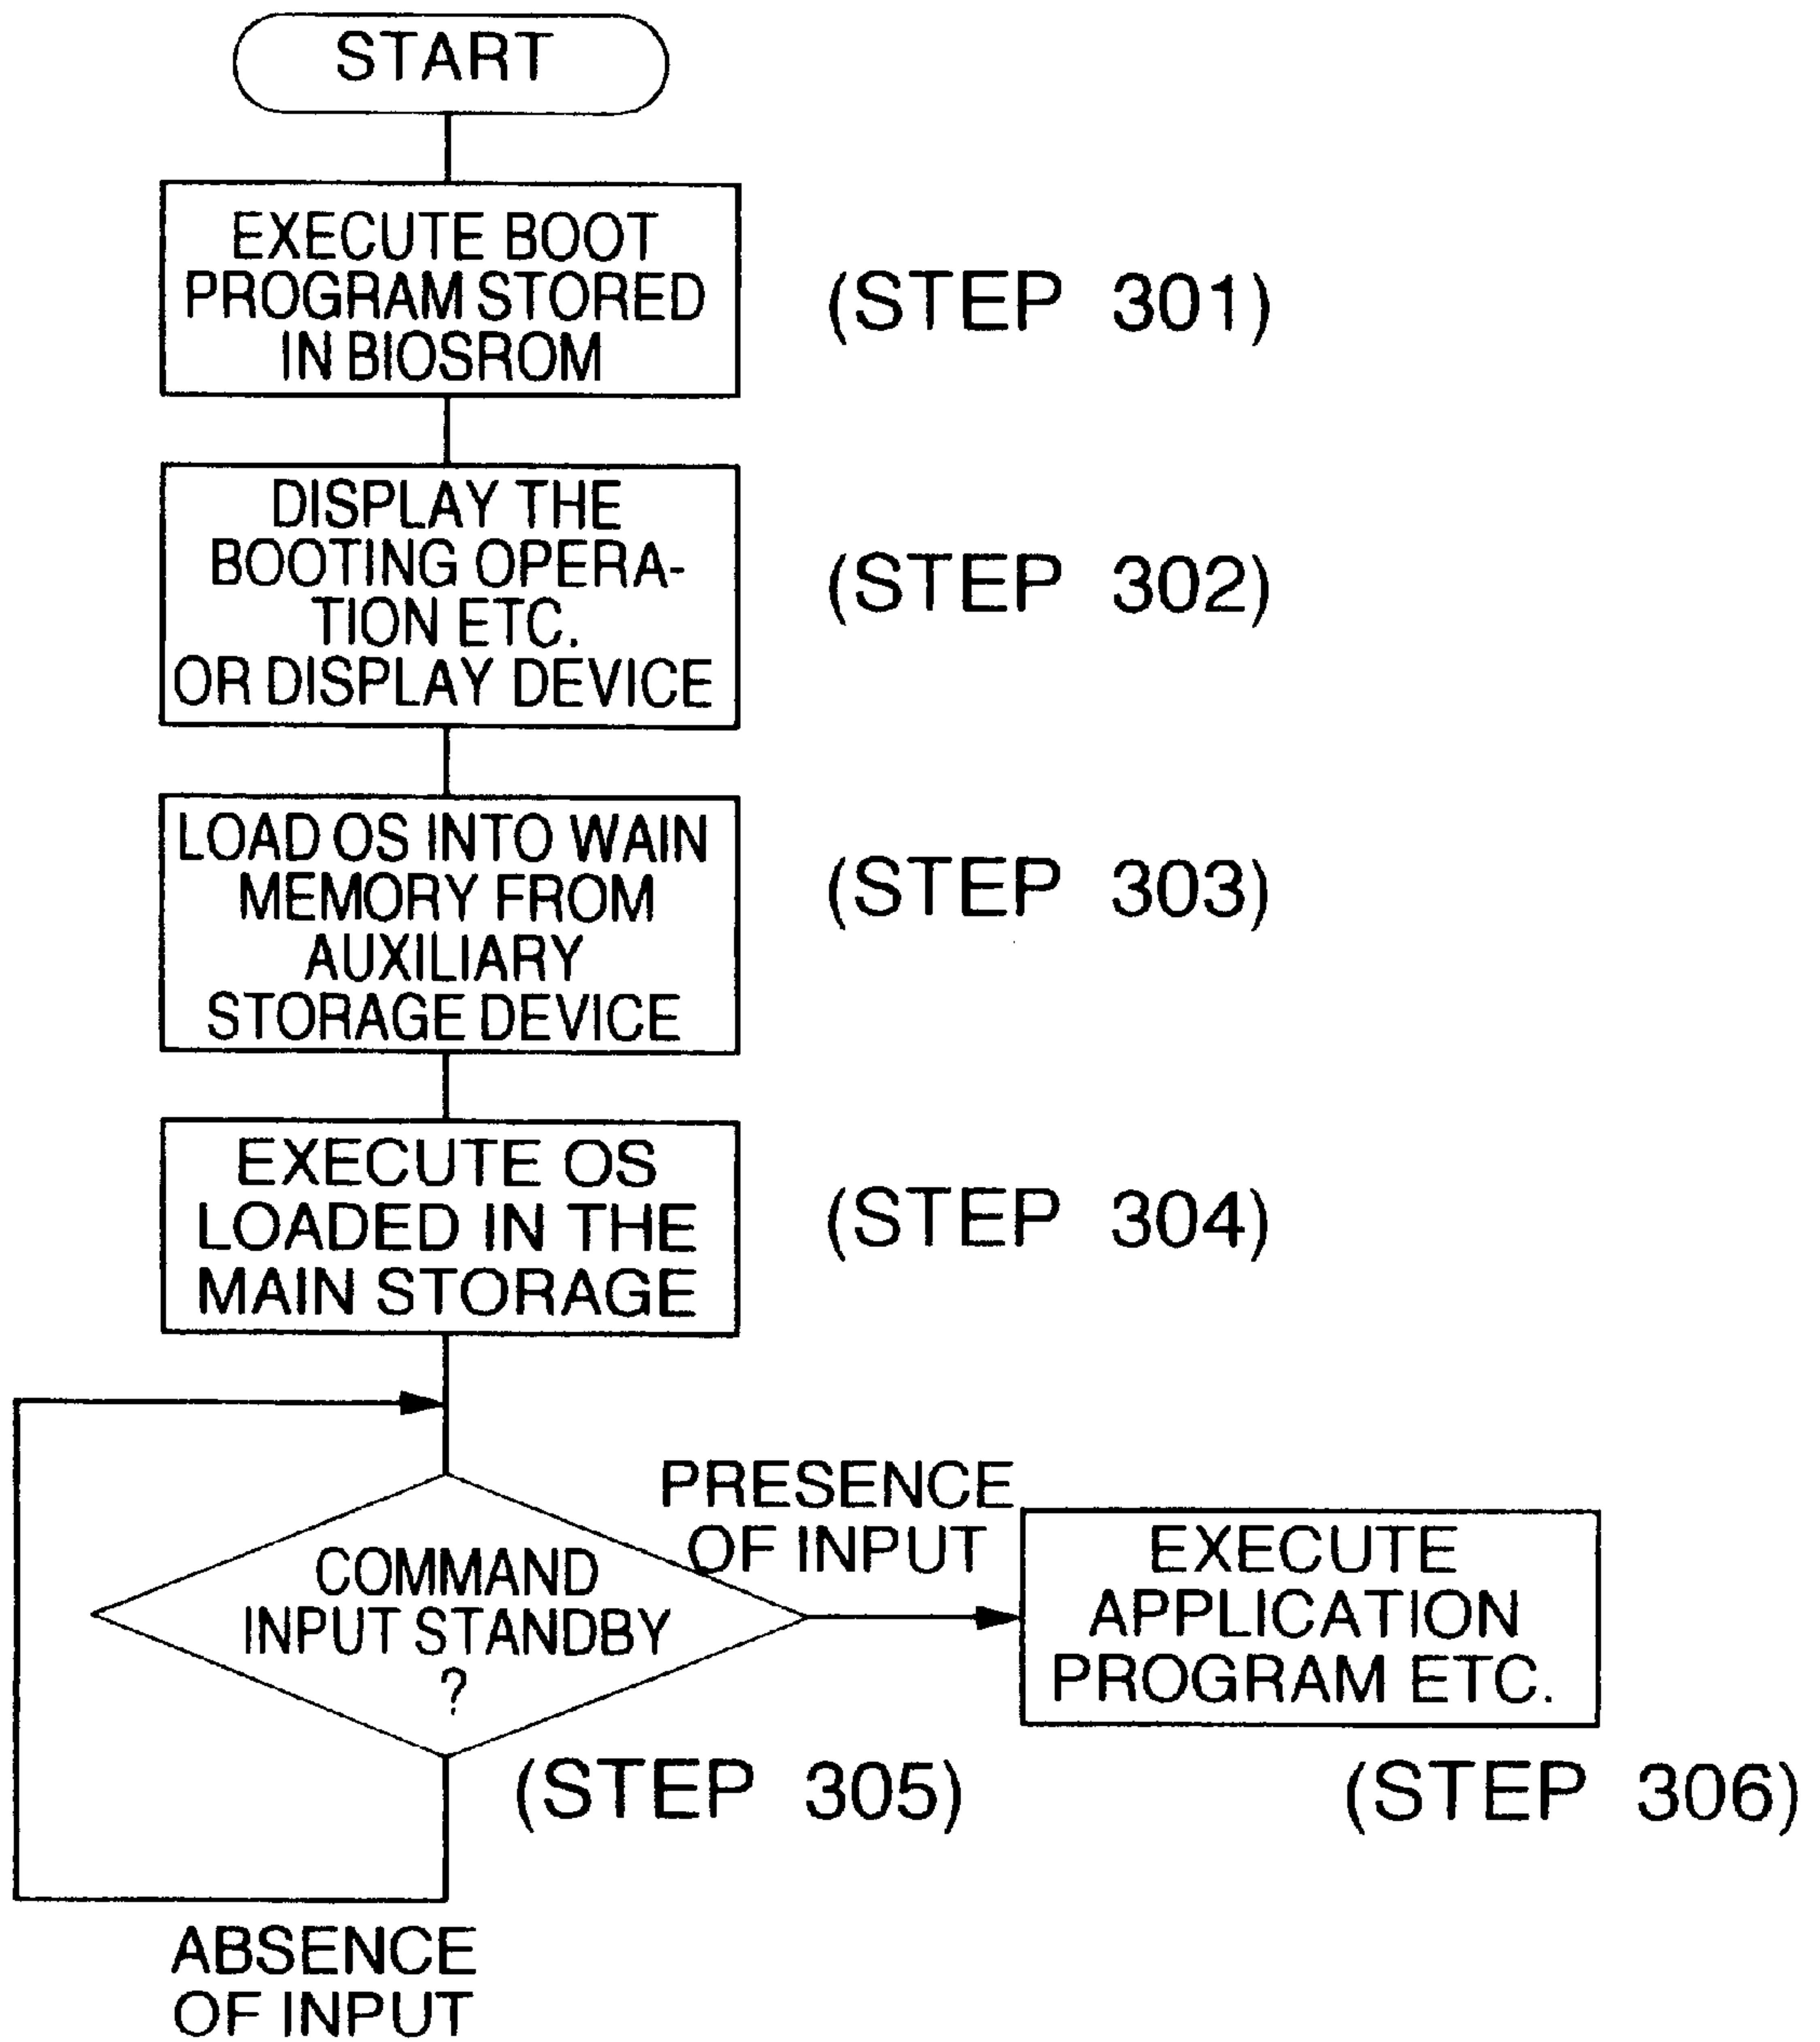 START
EXECUTE BOOT
PROGRAM STORED
IN BIOSROM
(STEP 301)
DISPLAY THE
BOOTING OPERA-
TION ETC.
OR DISPLAY DEVICE
(STEP 302)
LOAD OS INTO WAIN
MEMORY FROM
AUXILIARY
STORAGE DEVICE
(STEP 303)
EXECUTE OS
LOADED IN THE
MAIN STORAGE
(STEP 304)
COMMAND
INPUT STANDBY
?
(STEP 305)
PRESENCE
OF INPUT
EXECUTE
APPLICATION
PROGRAM ETC.
(STEP 306)
ABSENCE
OF INPUT